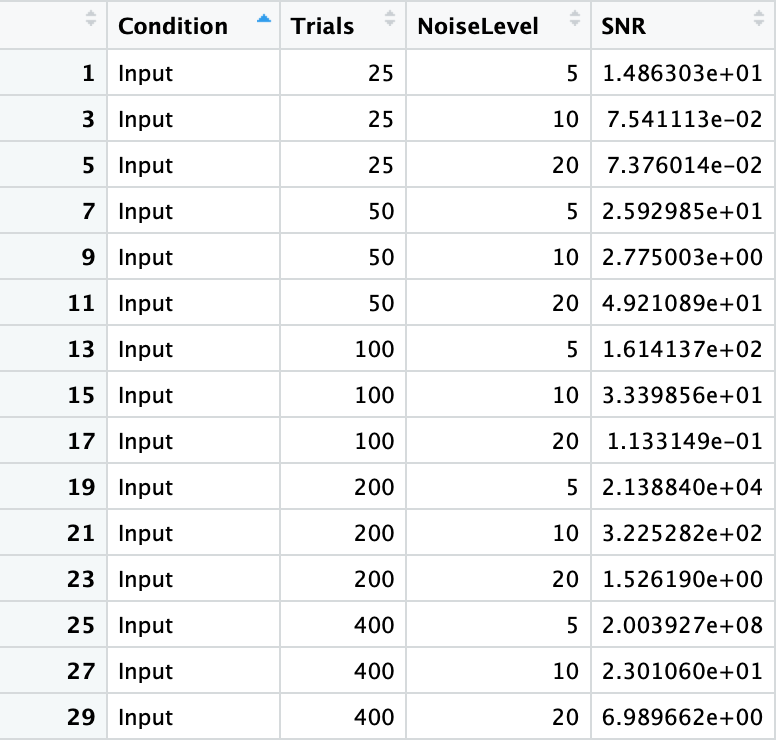 Condition Trials NoiseLevel SNR
1 Input 25 5 1.486303e+01
3 Input 25 10 7.541113e-02
5 Input 25 20 7.376014e-02
7 Input 50 5 2.592985e+01
9 Input 50 10 2.775003e+00
11 Input 50 20 4.921089e+01
13 Input 100 5 1.614137e+02
15 Input 100 10 3.339856e+01
17 Input 100 20 1.133149e-01
19 Input 200 5 2.138840e+04
21 Input 200 10 3.225282e+02
23 Input 200 20 1.526190e+00
25 Input 400 5 2.003927e+08
27 Input 400 10 2.301060e+01
29 Input 400 20 6.989662e+00